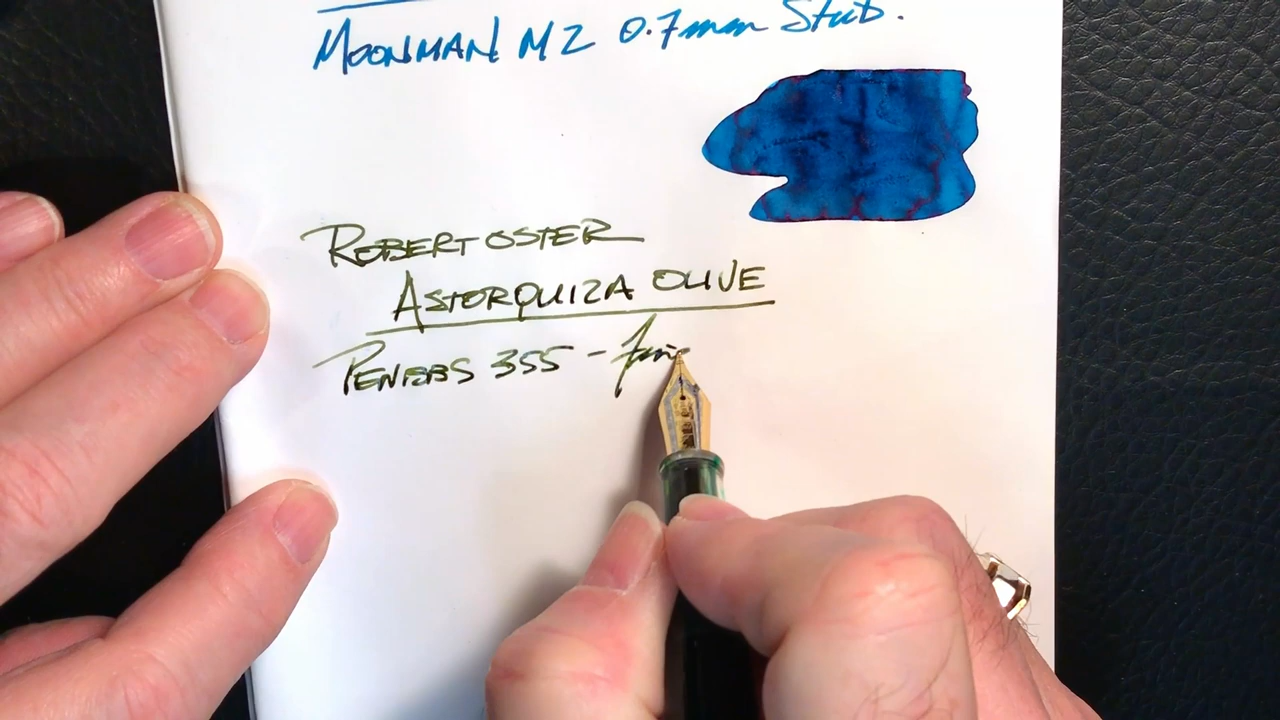 MOONMAN M2 0.7mm Stub.
ROBERT OSTER
ASTORQUIZA OLIVE
PENBBS 355 -